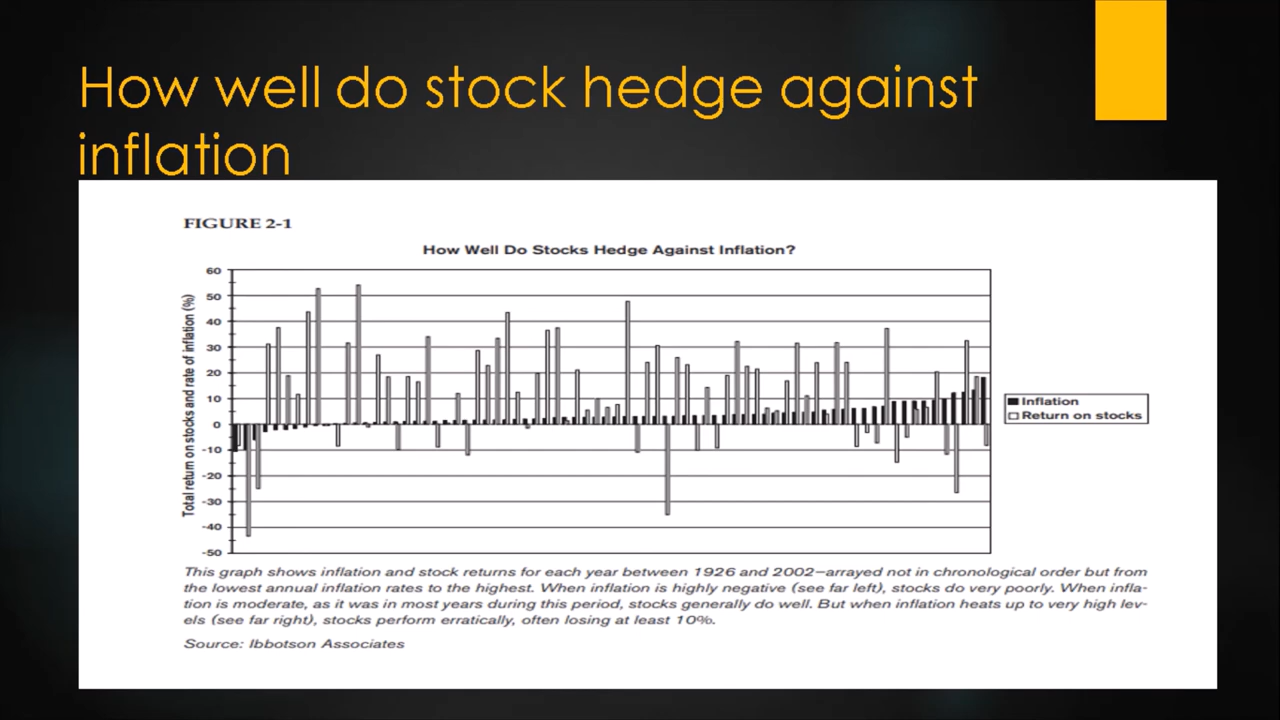 How well do stock hedge against
inflation
FIGURE 2-1
How Well Do Stocks Hedge Against Inflation?
Total return on stocks and rate of inflation (%)
60
50
40
30
20
10
0
-10
-20
-30
-40
-50
Inflation
Return on stocks
This graph shows inflation and stock returns for each year between 1926 and 2002—arrayed not in chronological order but from
the lowest annual inflation rates to the highest. When inflation is highly negative (see far left), stocks do very poorly. When infla-
tion is moderate, as it was in most years during this period, stocks generally do well. But when inflation heats up to very high lev-
els (see far right), stocks perform erratically, often losing at least 10%.
Source: Ibbotson Associates